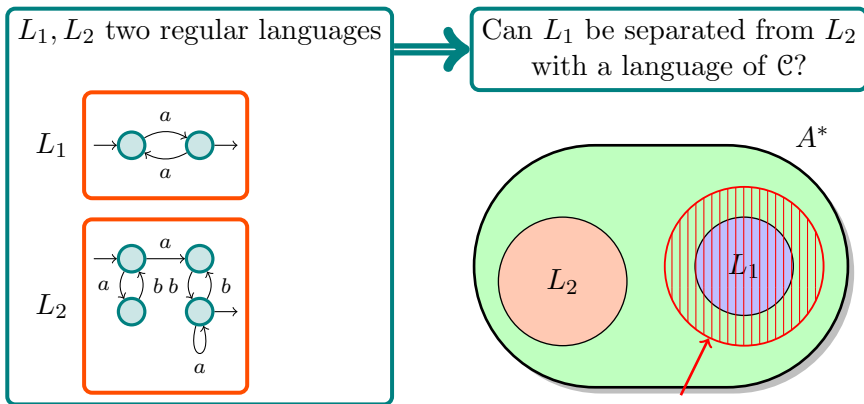 L₁, L₂ two regular languages
Can L₁ be separated from L₂
with a language of 𝒞?
L₁
a
a
L₂
a
a
b
b
b
a
A*
L₂
L₁